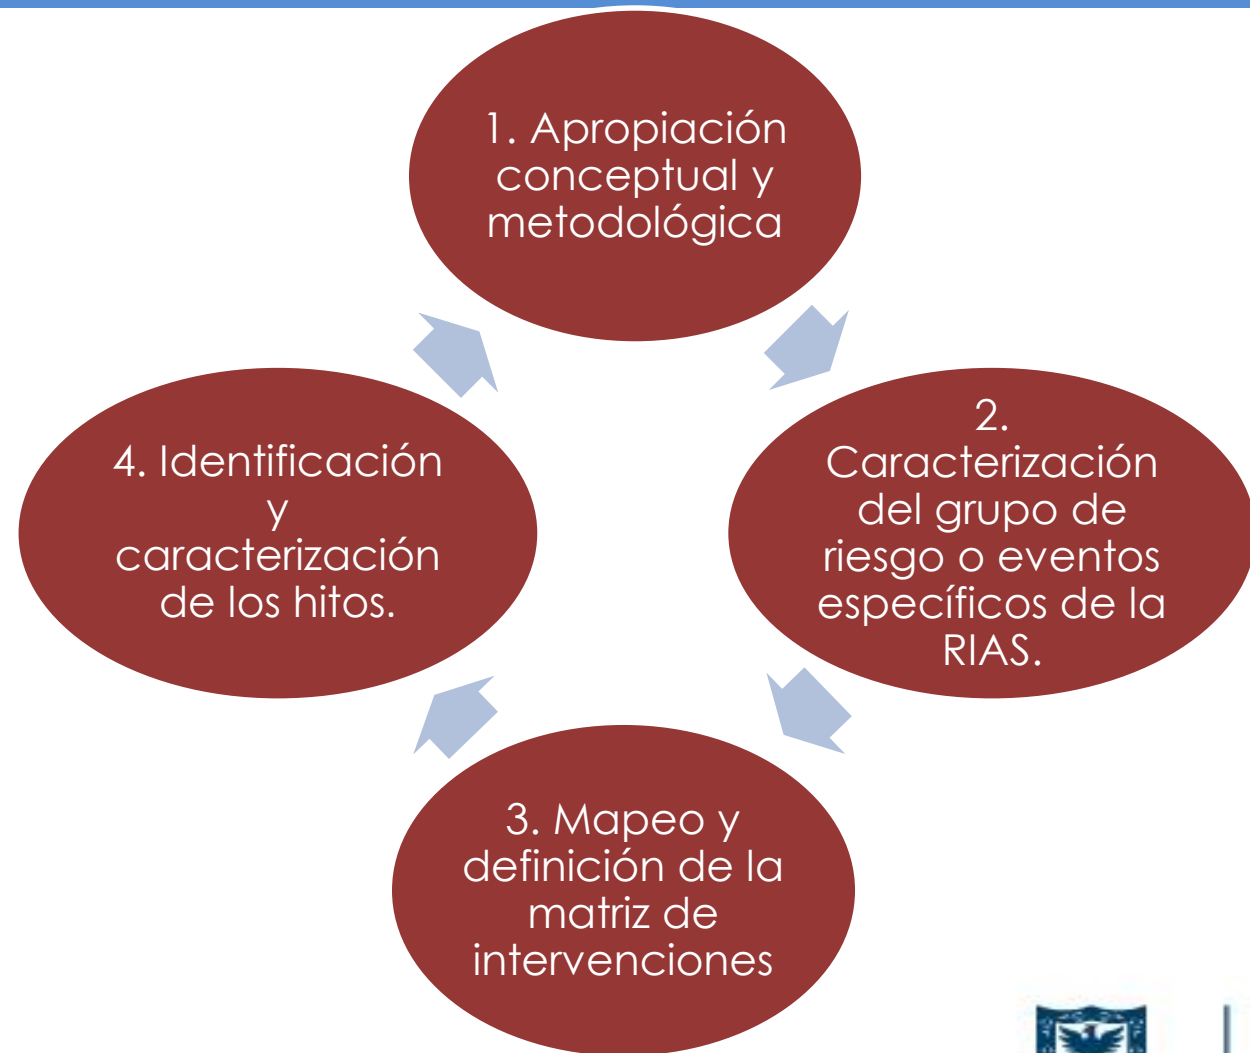 1. Apropiación
conceptual y
metodológica
2.
Caracterización
del grupo de
riesgo o eventos
específicos de la
RIAS.
3. Mapeo y
definición de la
matriz de
intervenciones
4. Identificación
y
caracterización
de los hitos.